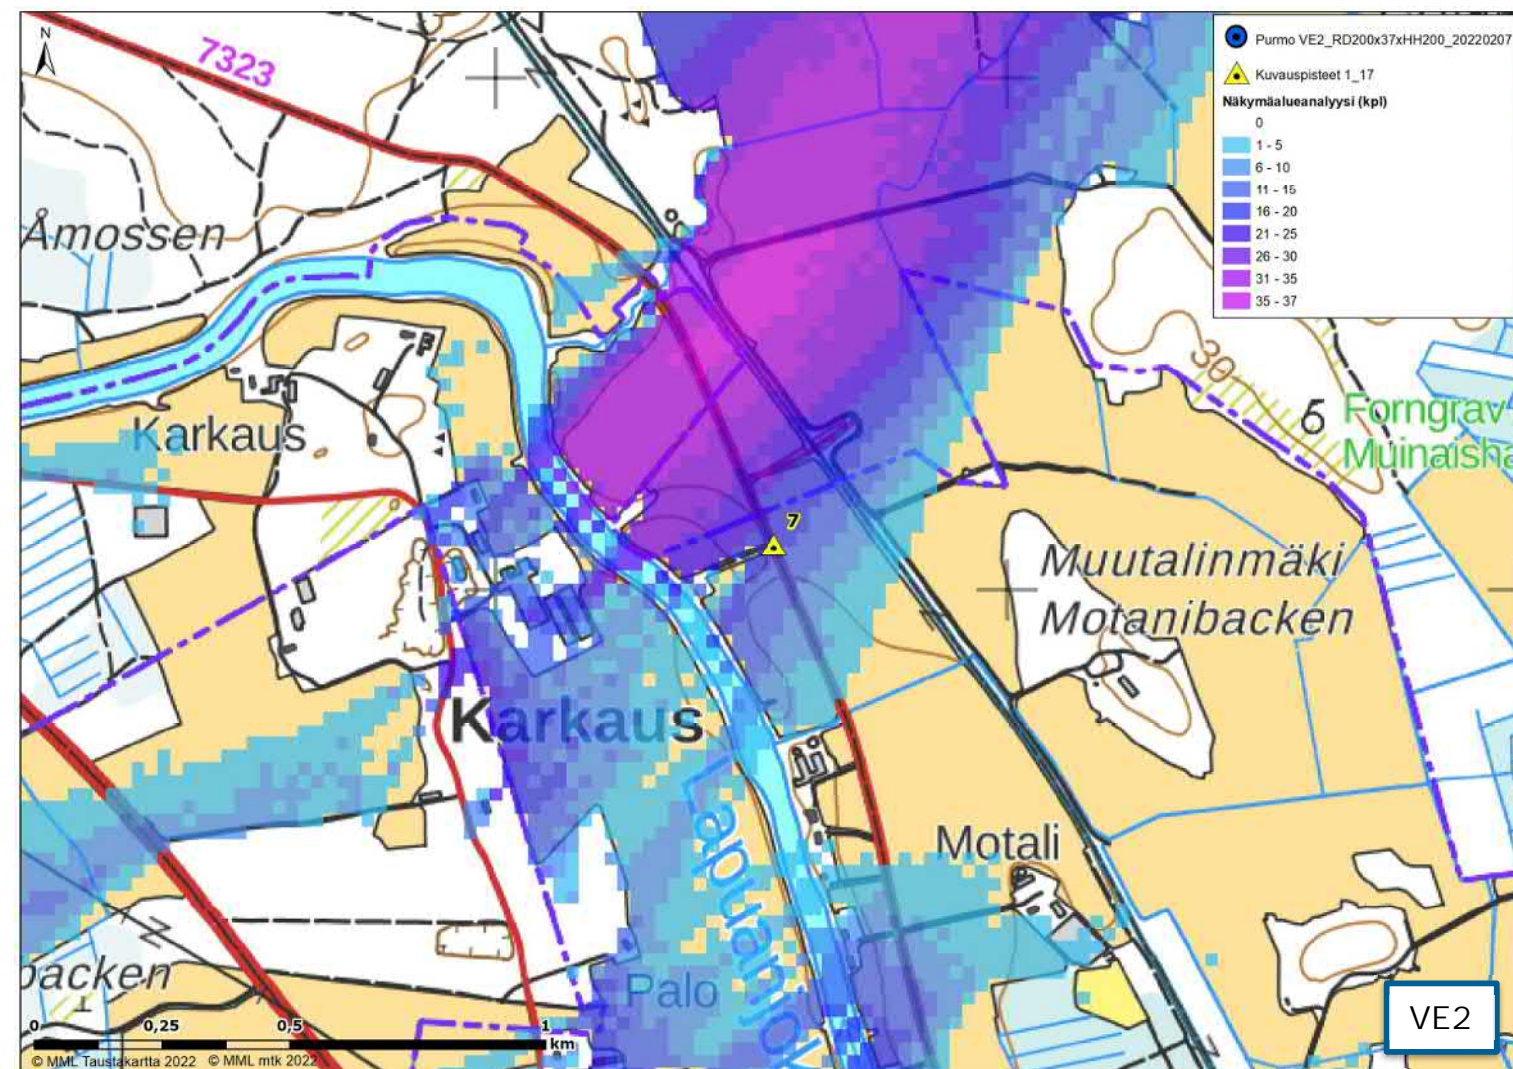 N
7323
Purmo VE2_RD200x37xHH200_20220207
Kuvauspisteet 1_17
Näkymäalueanalyysi (kpl)
0
1 - 5
6 - 10
11 - 15
16 - 20
21 - 25
26 - 30
31 - 35
35 - 37
Åmossen
30
6
Forngrav
Muinaisha
Karkaus
7
Muutalinmäki
Motanibacken
Karkaus
Lapuanjok
Motali
Palo
backen
0 0,25 0,5 1
km
© MML Taustakartta 2022 © MML mtk 2022
VE2